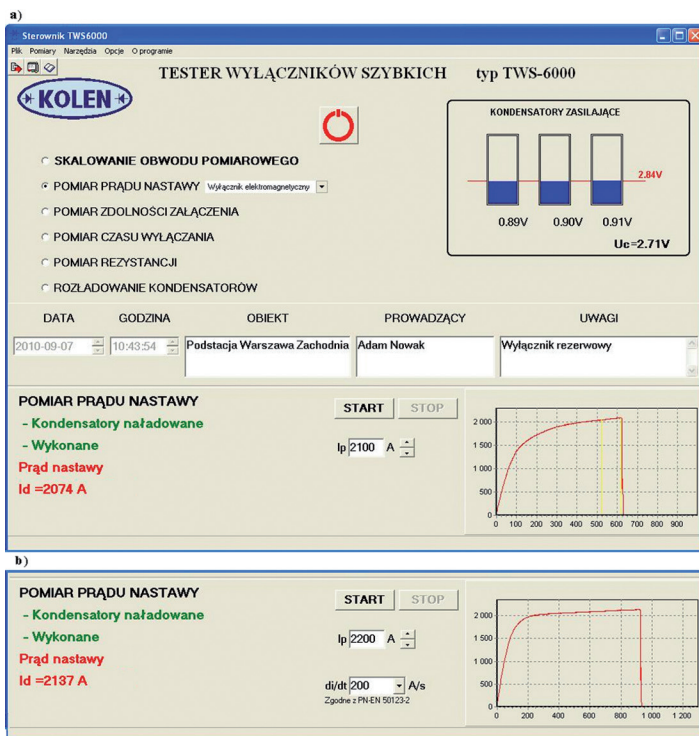 a)
Sterownik TWS6000
Plik Pomiary Narzędzia Opcje O programie
TESTER WYŁĄCZNIKÓW SZYBKICH typ TWS-6000
KOLEN
KONDENSATORY ZASILAJĄCE
2.84V
0.89V 0.90V 0.91V
Uc=2.71V
SKALOWANIE OBWODU POMIAROWEGO
POMIAR PRĄDU NASTAWY Wyłącznik elektromagnetyczny
POMIAR ZDOLNOŚCI ZAŁĄCZENIA
POMIAR CZASU WYŁĄCZANIA
POMIAR REZYSTANCJI
ROZŁADOWANIE KONDENSATORÓW
DATA GODZINA OBIEKT PROWADZĄCY UWAGI
2010-09-07 10:43:54 Podstacja Warszawa Zachodnia Adam Nowak Wyłącznik rezerwowy
POMIAR PRĄDU NASTAWY
- Kondensatory naładowane
- Wykonane
Prąd nastawy
Id =2074 A
START STOP
Ip 2100 A
2 000
1 500
1 000
500
0
0 100 200 300 400 500 600 700 800 900
b)
POMIAR PRĄDU NASTAWY
- Kondensatory naładowane
- Wykonane
Prąd nastawy
Id =2137 A
START STOP
Ip 2200 A
di/dt 200 A/s
Zgodne z PN-EN 50123-2
2 000
1 500
1 000
500
0
0 200 400 600 800 1 000 1 200